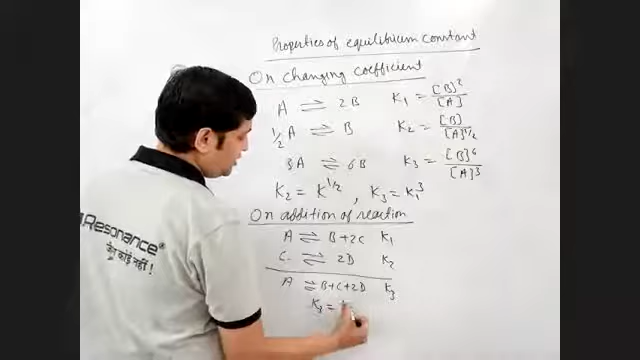 Properties of equilibrium constant
On changing coefficient
A ⇌ 2B K₁ = [B]²/[A]
1/2 A ⇌ B K₂ = [B]/[A]^1/2
3A ⇌ 6B K₃ = [B]⁶/[A]³
K₂ = K^1/2 , K₃ = K₁³
On addition of reaction
A ⇌ B+2C K₁
C ⇌ 2D K₂
A ⇌ B+C+2D K₃
K₃ =
Resonance